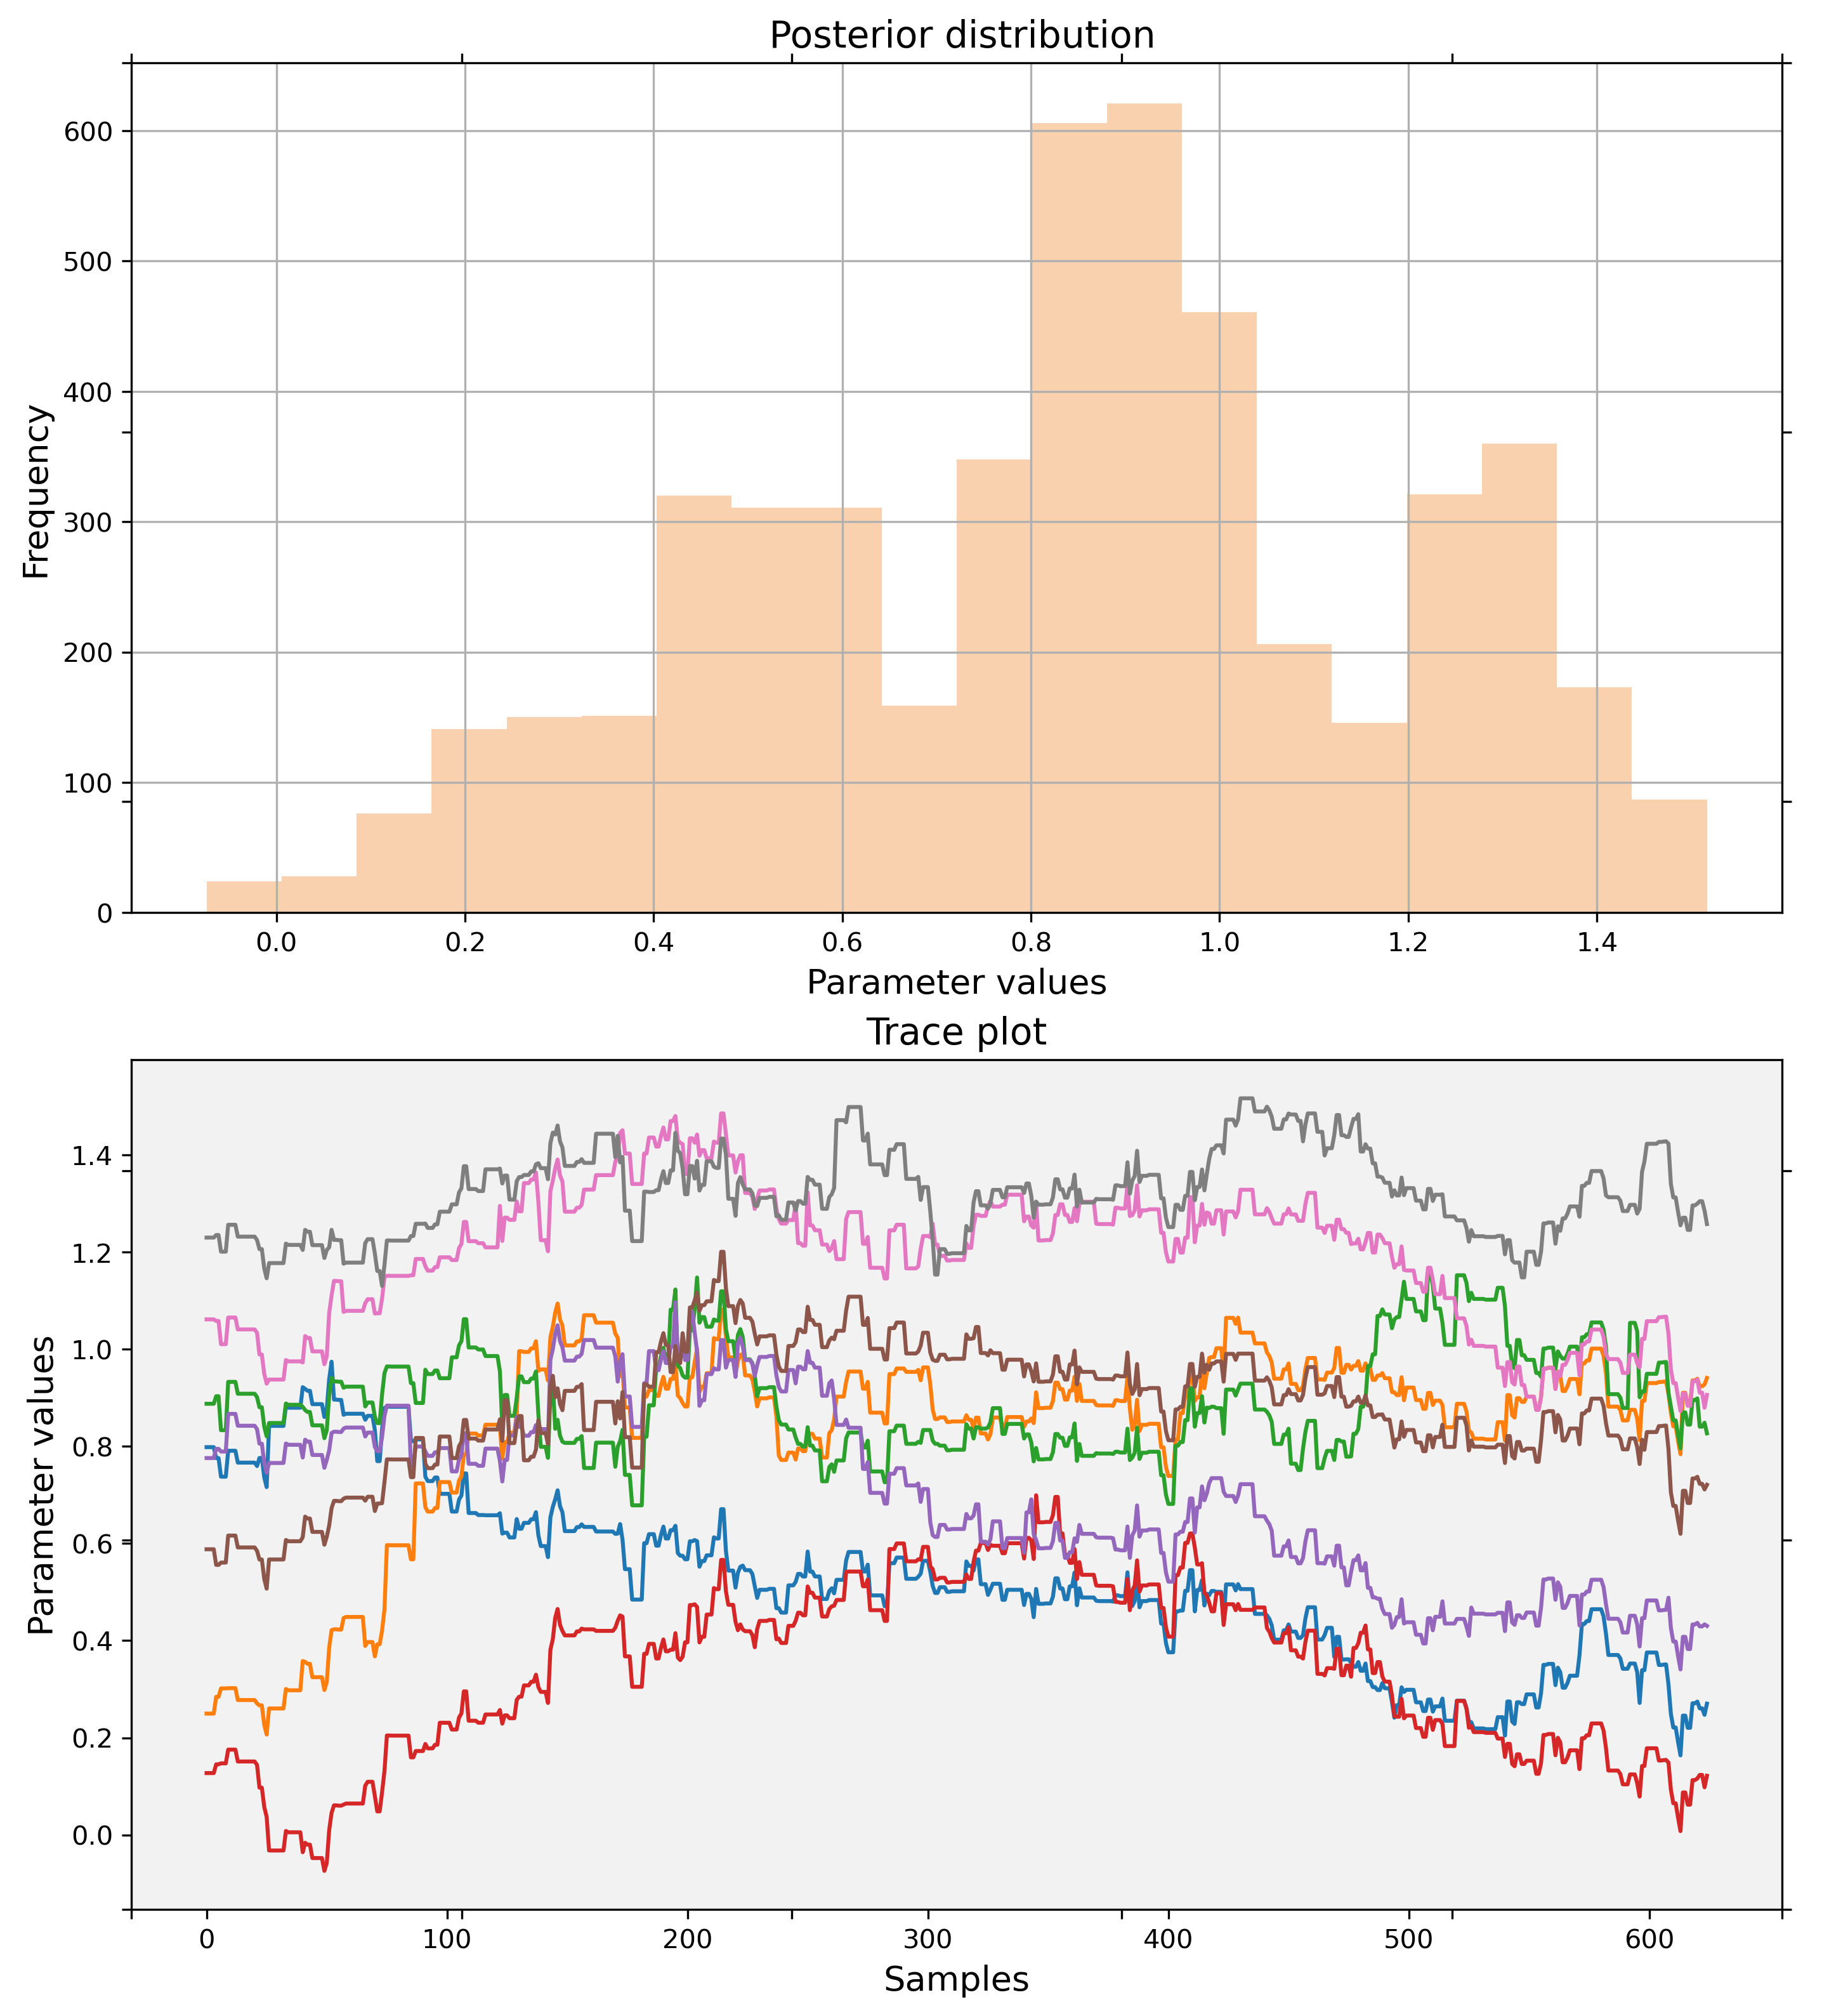 Posterior distribution
600
500
400
300
200
100
0
Frequency
0.0 0.2 0.4 0.6 0.8 1.0 1.2 1.4
Parameter values
Trace plot
1.4
1.2
1.0
0.8
0.6
0.4
0.2
0.0
Parameter values
0 100 200 300 400 500 600
Samples